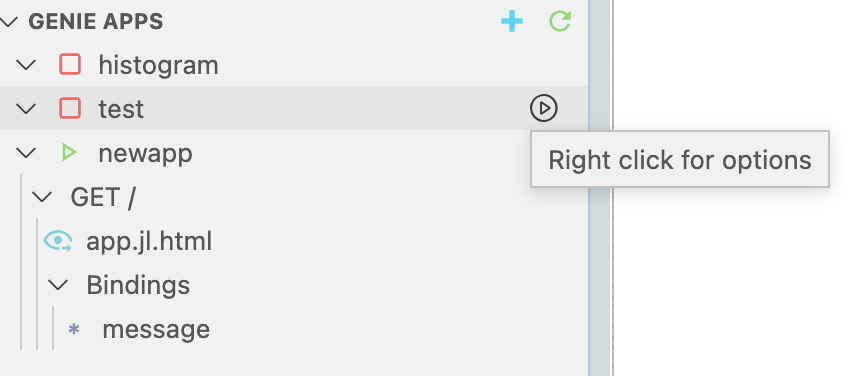 GENIE APPS
histogram
test
newapp
Right click for options
GET /
app.jl.html
Bindings
* message